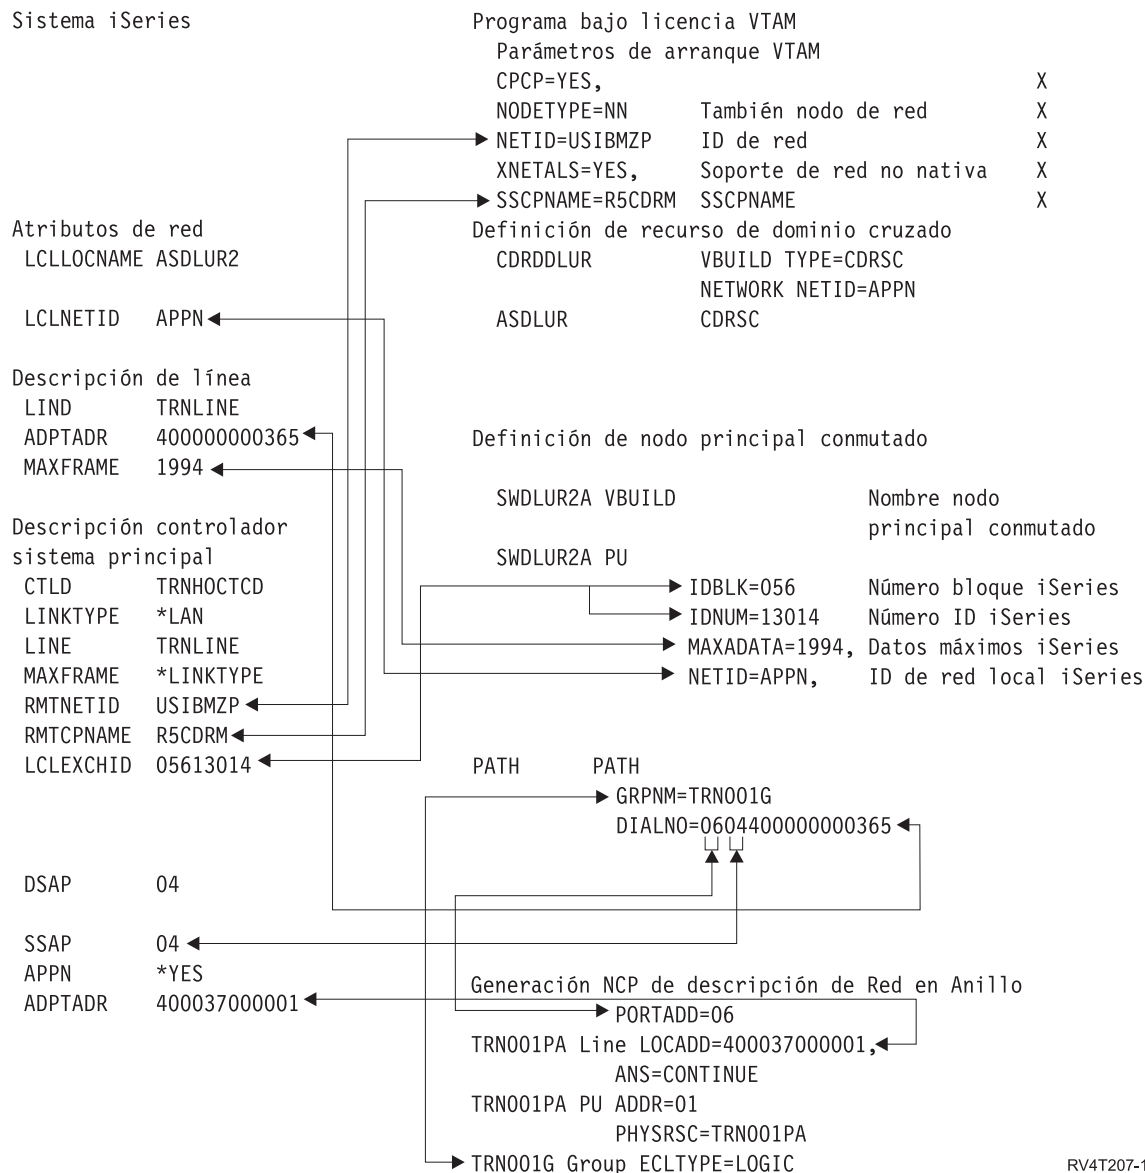 Sistema iSeries
Programa bajo licencia VTAM
Parámetros de arranque VTAM
CPCP=YES, X
NODETYPE=NN También nodo de red X
NETID=USIBMZP ID de red X
XNETALS=YES, Soporte de red no nativa X
SSCPNAME=R5CDRM SSCPNAME X
Atributos de red
Definición de recurso de dominio cruzado
LCLLOCNAME ASDLUR2
CDRDDLUR VBUILD TYPE=CDRSC
NETWORK NETID=APPN
LCLNETID APPN
ASDLUR CDRSC
Descripción de línea
LIND TRNLINE
ADPTADR 400000000365
Definición de nodo principal conmutado
MAXFRAME 1994
SWDLUR2A VBUILD Nombre nodo
principal conmutado
Descripción controlador
sistema principal
SWDLUR2A PU
CTLD TRNHOCTCD
IDBLK=056 Número bloque iSeries
LINKTYPE *LAN
IDNUM=13014 Número ID iSeries
LINE TRNLINE
MAXADATA=1994, Datos máximos iSeries
MAXFRAME *LINKTYPE
NETID=APPN, ID de red local iSeries
RMTNETID USIBMZP
RMTCPNAME R5CDRM
LCLEXCHID 05613014
PATH PATH
GRPNM=TRN001G
DIALNO=0604400000000365
DSAP 04
SSAP 04
APPN *YES
Generación NCP de descripción de Red en Anillo
ADPTADR 400037000001
PORTADD=06
TRN001PA Line LOCADD=400037000001,
ANS=CONTINUE
TRN001PA PU ADDR=01
PHYSRSC=TRN001PA
TRN001G Group ECLTYPE=LOGIC
RV4T207-1